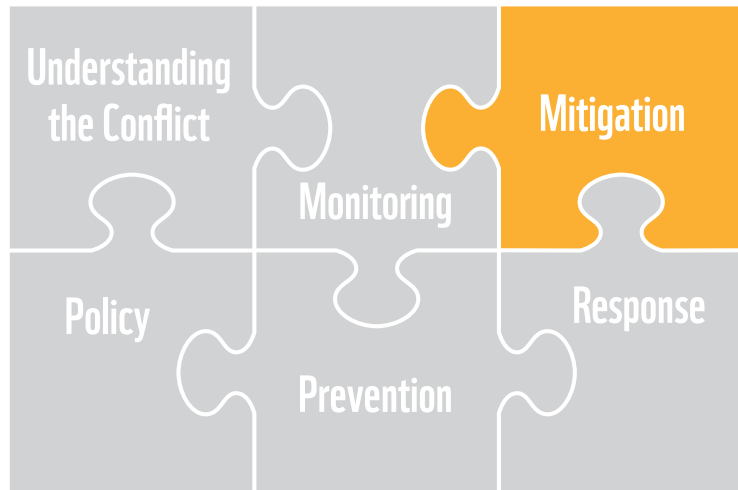 Understanding
the Conflict
Monitoring
Mitigation
Policy
Prevention
Response